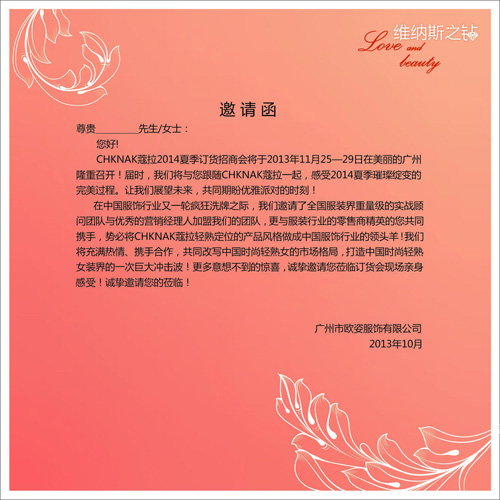 维纳斯之钻
Love and
beauty
邀请函
尊贵________先生/女士：
您好!
CHKNAK蔻拉2014夏季订货招商会将于2013年11月25—29日在美丽的广州
隆重召开！届时，我们将与您跟随CHKNAK蔻拉一起，感受2014夏季璀璨绽变的
完美过程。让我们展望未来，共同期盼优雅派对的时刻！
在中国服饰行业又一轮疯狂洗牌之际，我们邀请了全国服装界重量级的实战顾
问团队与优秀的营销经理人加盟我们的团队，更与服装行业的零售商精英的您共同
携手，势必将CHKNAK蔻拉轻熟定位的产品风格做成中国服饰行业的领头羊!我们
将充满热情、携手合作，共同改写中国时尚轻熟女的市场格局，打造中国时尚轻熟
女装界的一次巨大冲击波！更多意想不到的惊喜，诚挚邀请您莅临订货会现场亲身
感受！诚挚邀请您的莅临！
广州市欧姿服饰有限公司
2013年10月